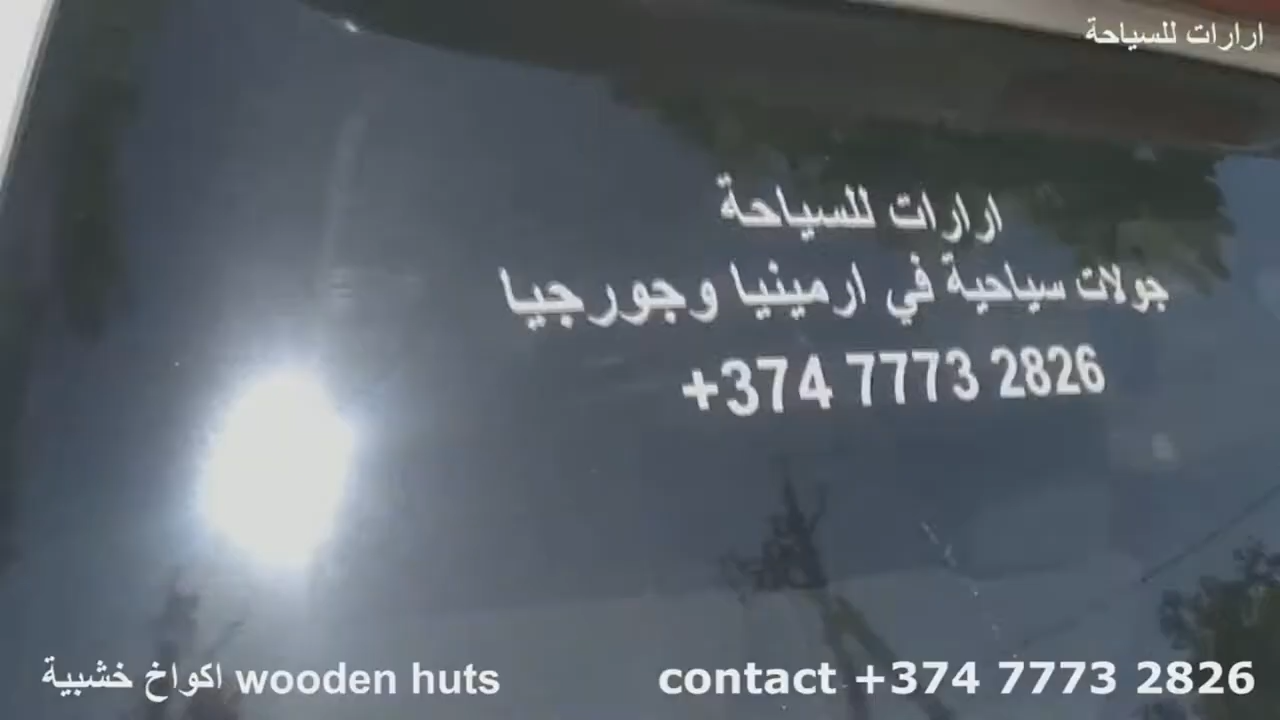 ارارات للسياحة
ارارات للسياحة
جولات سياحية في ارمينيا وجورجيا
+374 7773 2826
اكواخ خشبية wooden huts
contact +374 7773 2826